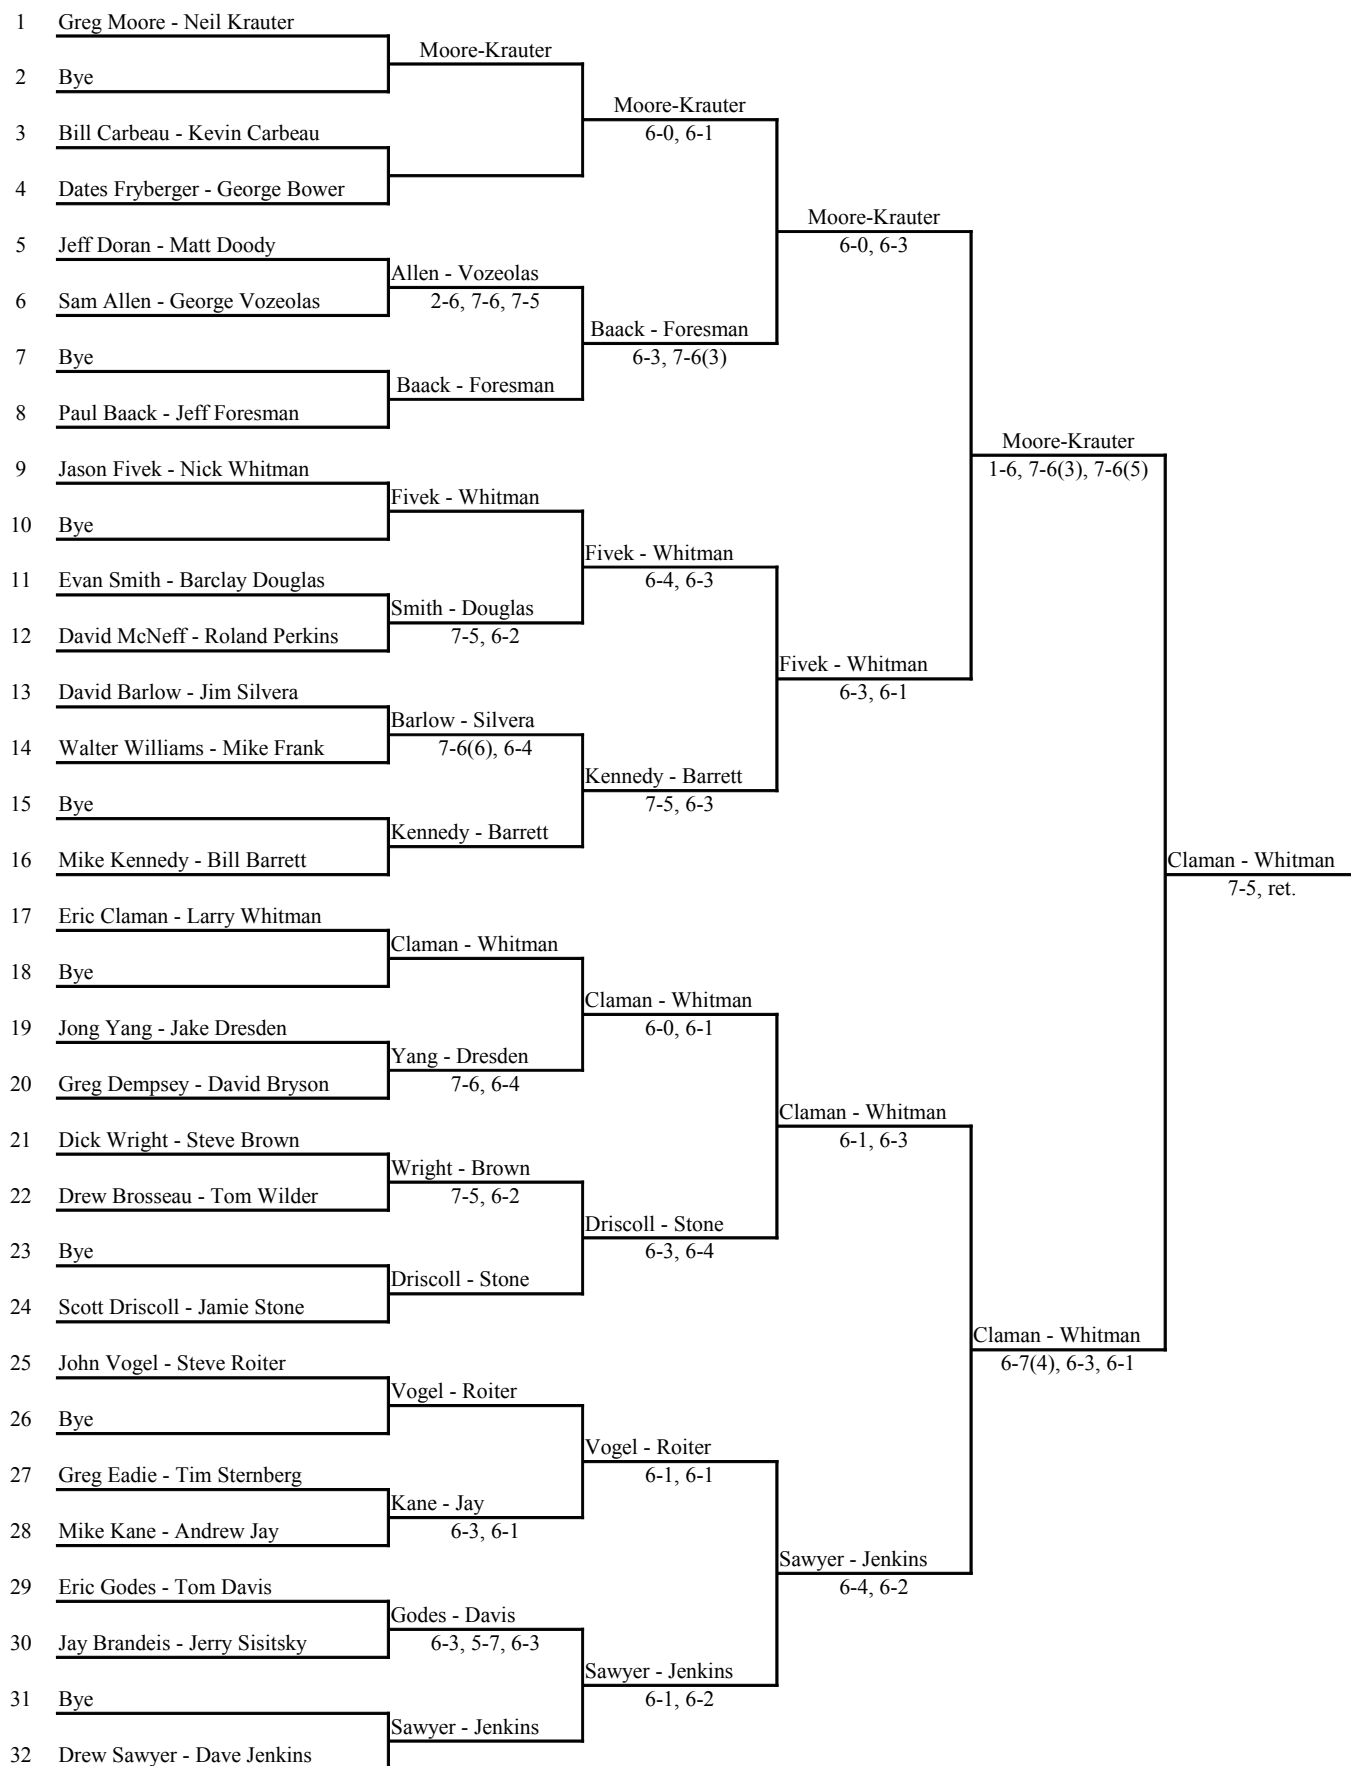 1 Greg Moore - Neil Krauter
Moore-Krauter
2 Bye
Moore-Krauter
3 Bill Carbeau - Kevin Carbeau
6-0, 6-1
4 Dates Fryberger - George Bower
Moore-Krauter
5 Jeff Doran - Matt Doody
6-0, 6-3
Allen - Vozeolas
6 Sam Allen - George Vozeolas
2-6, 7-6, 7-5
Baack - Foresman
7 Bye
6-3, 7-6(3)
Baack - Foresman
8 Paul Baack - Jeff Foresman
Moore-Krauter
9 Jason Fivek - Nick Whitman
1-6, 7-6(3), 7-6(5)
Fivek - Whitman
10 Bye
Fivek - Whitman
11 Evan Smith - Barclay Douglas
6-4, 6-3
Smith - Douglas
12 David McNeff - Roland Perkins
7-5, 6-2
Fivek - Whitman
13 David Barlow - Jim Silvera
6-3, 6-1
Barlow - Silvera
14 Walter Williams - Mike Frank
7-6(6), 6-4
Kennedy - Barrett
15 Bye
7-5, 6-3
Kennedy - Barrett
16 Mike Kennedy - Bill Barrett
Claman - Whitman
7-5, ret.
17 Eric Claman - Larry Whitman
Claman - Whitman
18 Bye
Claman - Whitman
19 Jong Yang - Jake Dresden
6-0, 6-1
Yang - Dresden
20 Greg Dempsey - David Bryson
7-6, 6-4
Claman - Whitman
21 Dick Wright - Steve Brown
6-1, 6-3
Wright - Brown
22 Drew Brosseau - Tom Wilder
7-5, 6-2
Driscoll - Stone
23 Bye
6-3, 6-4
Driscoll - Stone
24 Scott Driscoll - Jamie Stone
Claman - Whitman
25 John Vogel - Steve Roiter
6-7(4), 6-3, 6-1
Vogel - Roiter
26 Bye
Vogel - Roiter
27 Greg Eadie - Tim Sternberg
6-1, 6-1
Kane - Jay
28 Mike Kane - Andrew Jay
6-3, 6-1
Sawyer - Jenkins
29 Eric Godes - Tom Davis
6-4, 6-2
Godes - Davis
30 Jay Brandeis - Jerry Sisitsky
6-3, 5-7, 6-3
Sawyer - Jenkins
31 Bye
6-1, 6-2
Sawyer - Jenkins
32 Drew Sawyer - Dave Jenkins